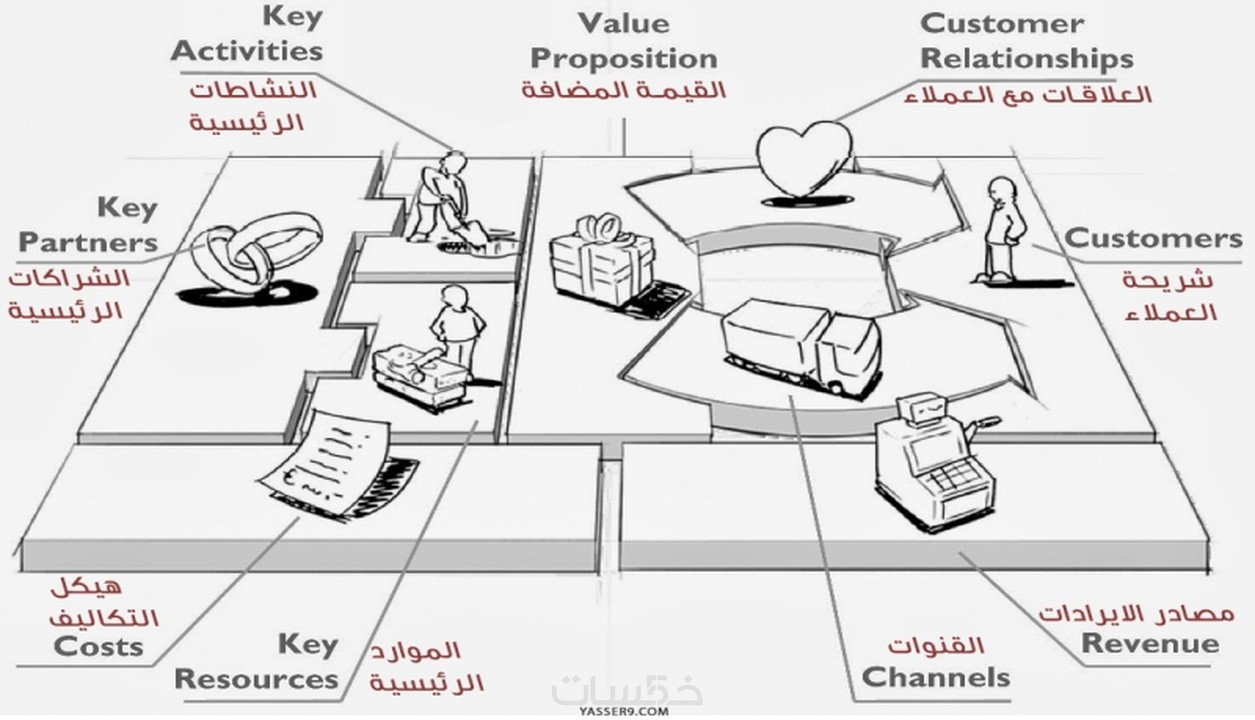 Key
Activities
النشاطات
الرئيسية
Value
Proposition
القيمة المضافة
Customer
Relationships
العلاقات مع العملاء
Key
Partners
الشراكات
الرئيسية
Customers
شريحة
العملاء
هيكل
التكاليف
Costs
Key
Resources
الموارد
الرئيسية
القنوات
Channels
مصادر الايرادات
Revenue
خمسات
YASSER9.COM